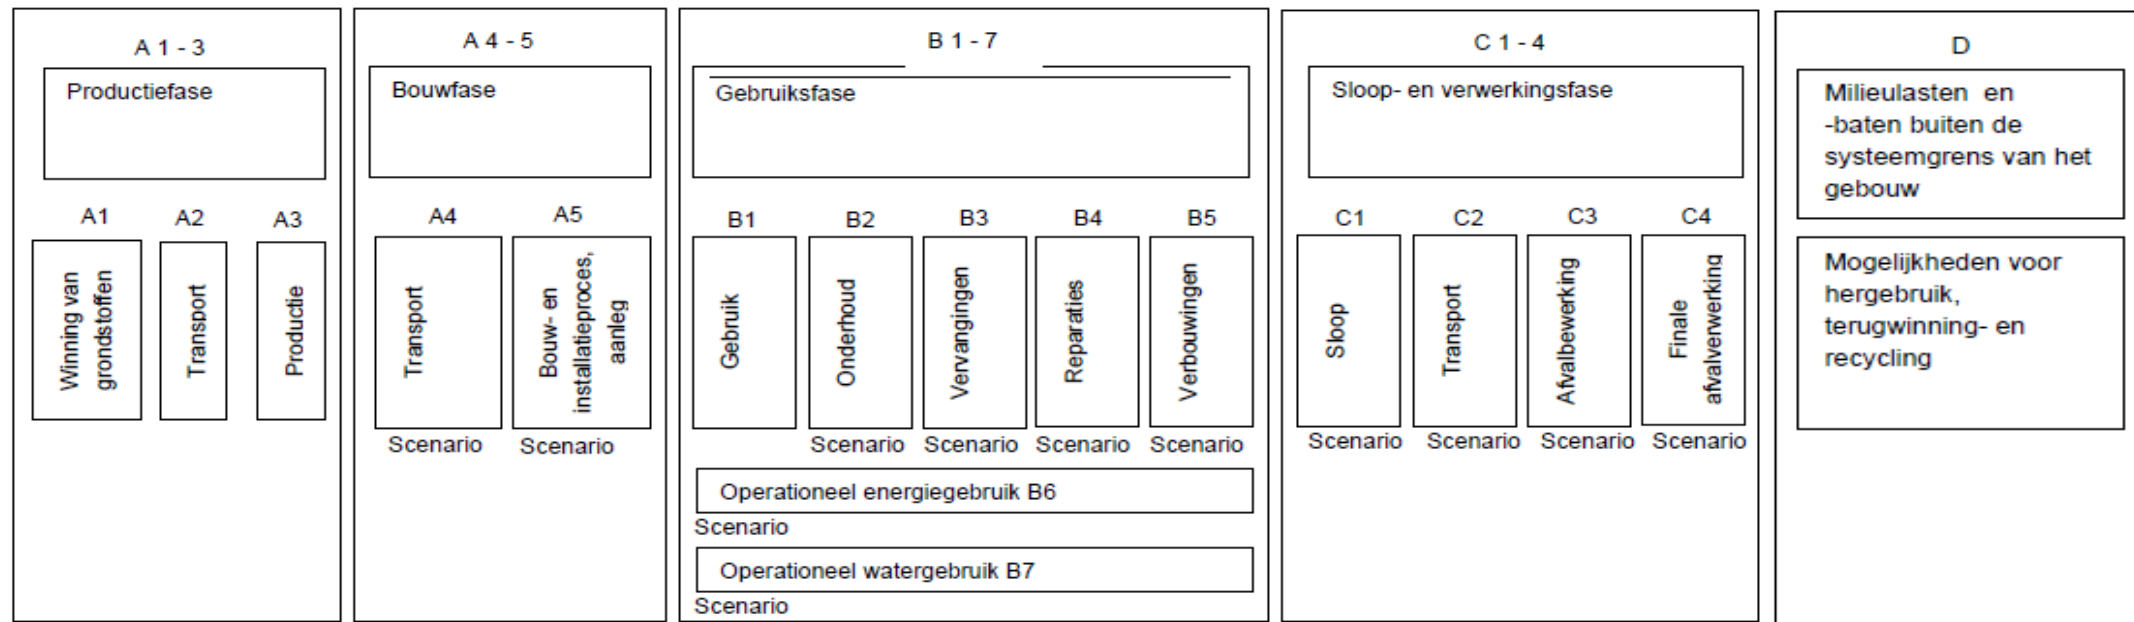 A 1 - 3
Productiefase
A1
A2
A3
Winning van
grondstoffen
Transport
Productie
A 4 - 5
Bouwfase
A4
A5
Transport
Bouw- en
installatieproces,
aanleg
Scenario
Scenario
B 1 - 7
Gebruiksfase
B1
B2
B3
B4
B5
Gebruik
Onderhoud
Vervangingen
Reparaties
Verbouwingen
Scenario
Scenario
Scenario
Scenario
Operationeel energiegebruik B6
Scenario
Operationeel watergebruik B7
Scenario
C 1 - 4
Sloop- en verwerkingsfase
C1
C2
C3
C4
Sloop
Transport
Afvalbewerking
Finale
afvalverwerking
Scenario
Scenario
Scenario
Scenario
D
Milieulasten en
-baten buiten de
systeemgrens van het
gebouw
Mogelijkheden voor
hergebruik,
terugwinning- en
recycling